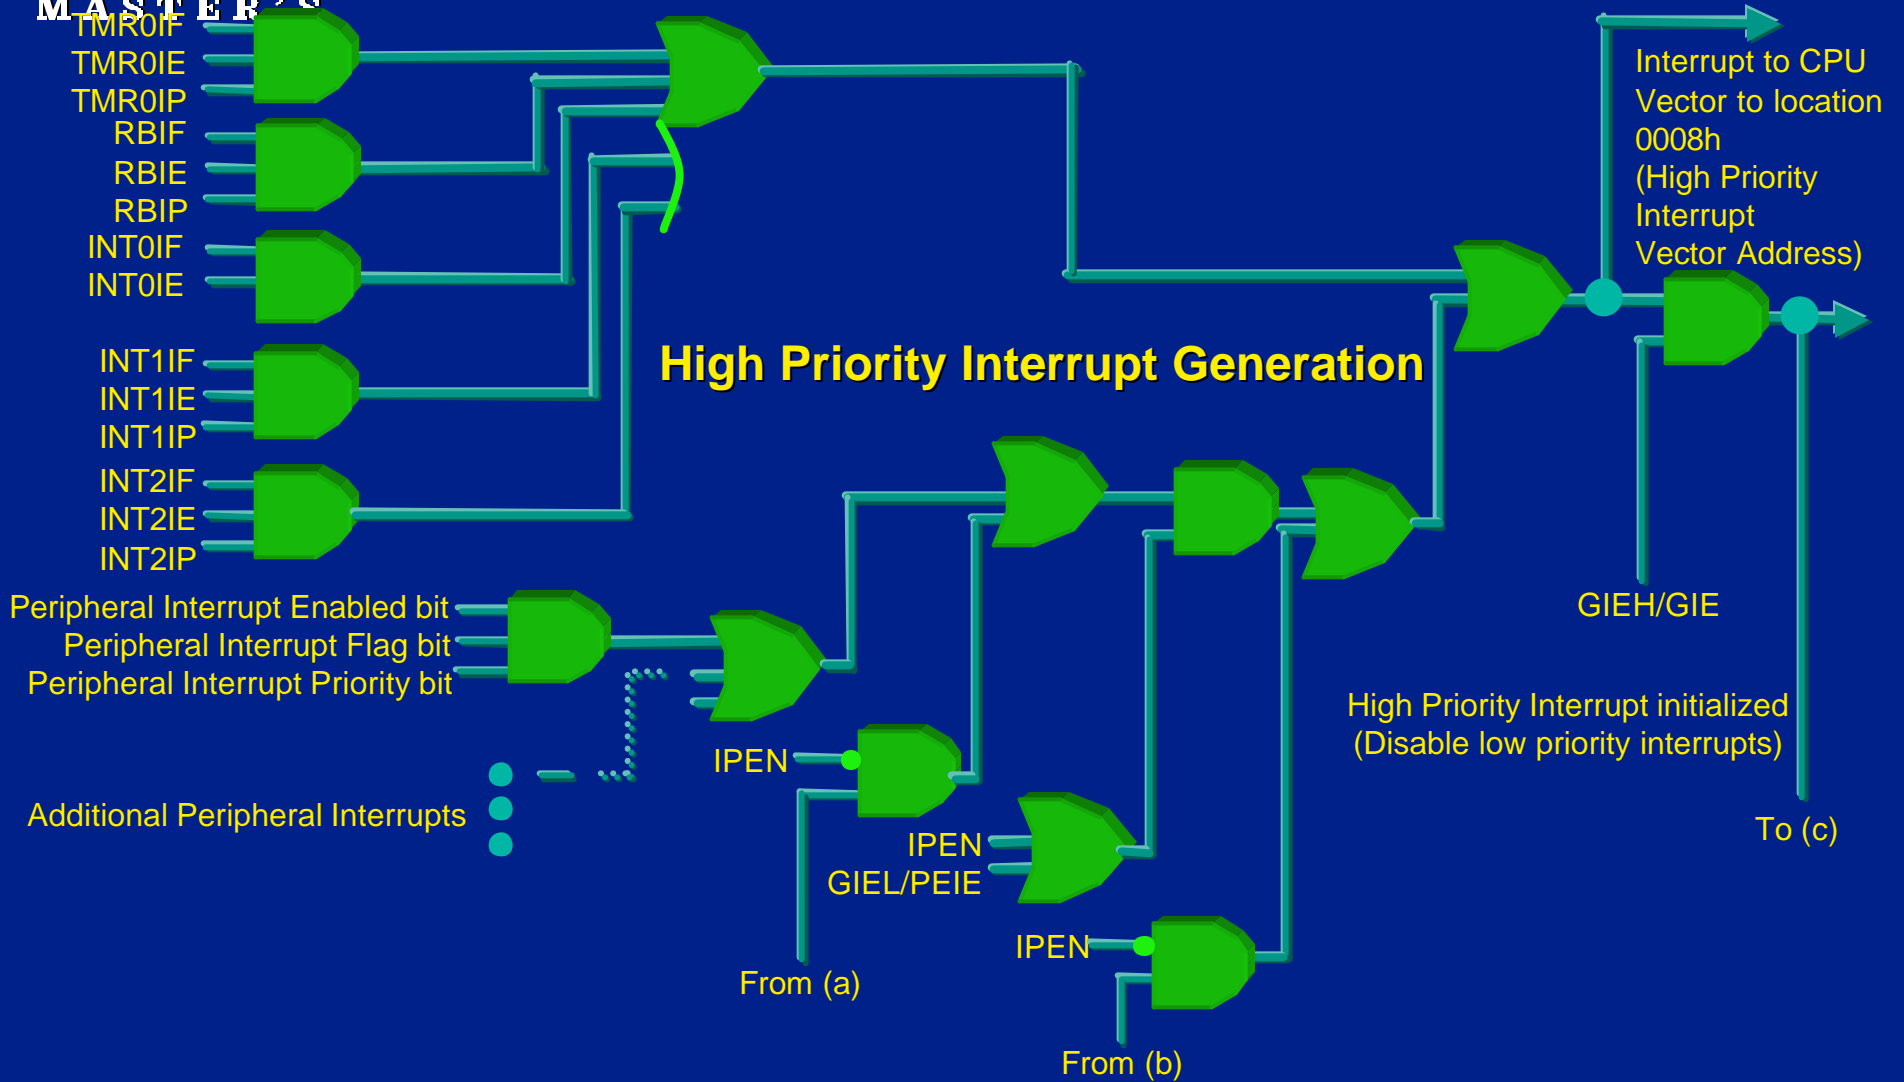 MASTER's
TMR0IF
TMR0IE
TMR0IP
RBIF
RBIE
RBIP
INT0IF
INT0IE
INT1IF
INT1IE
INT1IP
INT2IF
INT2IE
INT2IP
Interrupt to CPU
Vector to location
0008h
(High Priority
Interrupt
Vector Address)
High Priority Interrupt Generation
Peripheral Interrupt Enabled bit
Peripheral Interrupt Flag bit
Peripheral Interrupt Priority bit
GIEH/GIE
High Priority Interrupt initialized
(Disable low priority interrupts)
IPEN
Additional Peripheral Interrupts
To (c)
IPEN
GIEL/PEIE
IPEN
From (a)
From (b)